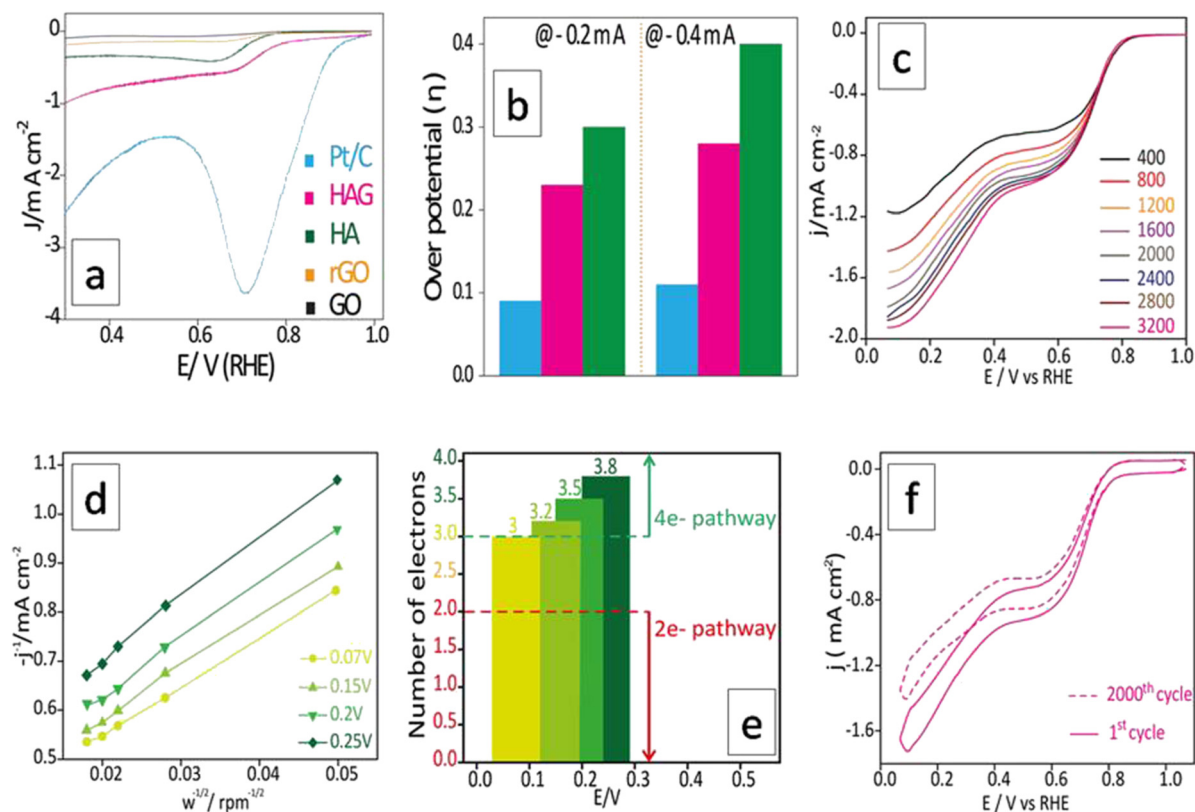 a
0
-1
-2
-3
-4
J/mA cm-2
0.4 0.6 0.8 1.0
E/ V (RHE)
Pt/C
HAG
HA
rGO
GO
b
@ - 0.2 mA @ - 0.4 mA
0.4
0.3
0.2
0.1
0.0
Over potential (η)
c
0.0
-0.4
-0.8
-1.2
-1.6
-2.0
j/mA cm-2
400
800
1200
1600
2000
2400
2800
3200
0.0 0.2 0.4 0.6 0.8 1.0
E / V vs RHE
d
1.1
1.0
0.9
0.8
0.7
0.6
0.5
-j-1/mA cm-2
0.07V
0.15V
0.2V
0.25V
0.02 0.03 0.04 0.05
w-1/2/ rpm-1/2
4.0
3.5
3.0
2.5
2.0
1.5
1.0
0.5
0.0
Number of electrons
3 3.2 3.5 3.8
4e- pathway
2e- pathway
e
0.0 0.1 0.2 0.3 0.4 0.5
E/V
f
0.0
-0.4
-0.8
-1.2
-1.6
j ( mA cm-2)
2000th cycle
1st cycle
0.0 0.2 0.4 0.6 0.8 1.0
E / V vs RHE